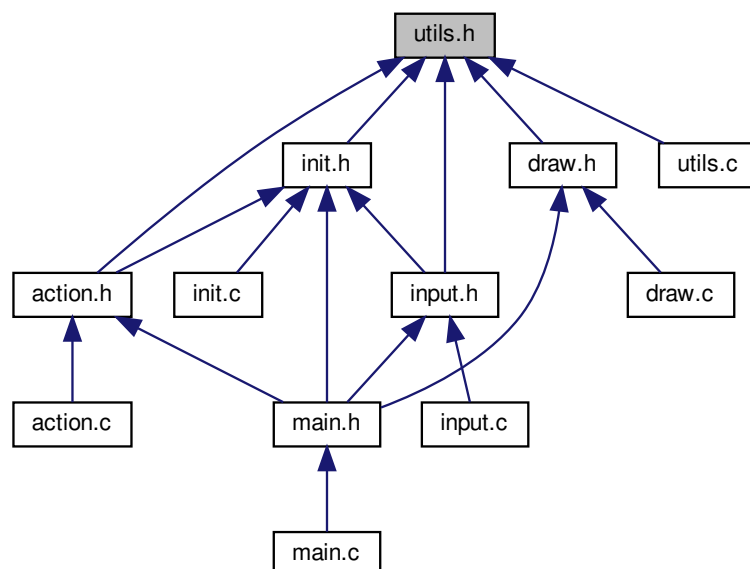 utils.h
init.h
draw.h
utils.c
action.h
init.c
input.h
draw.c
action.c
main.h
input.c
main.c